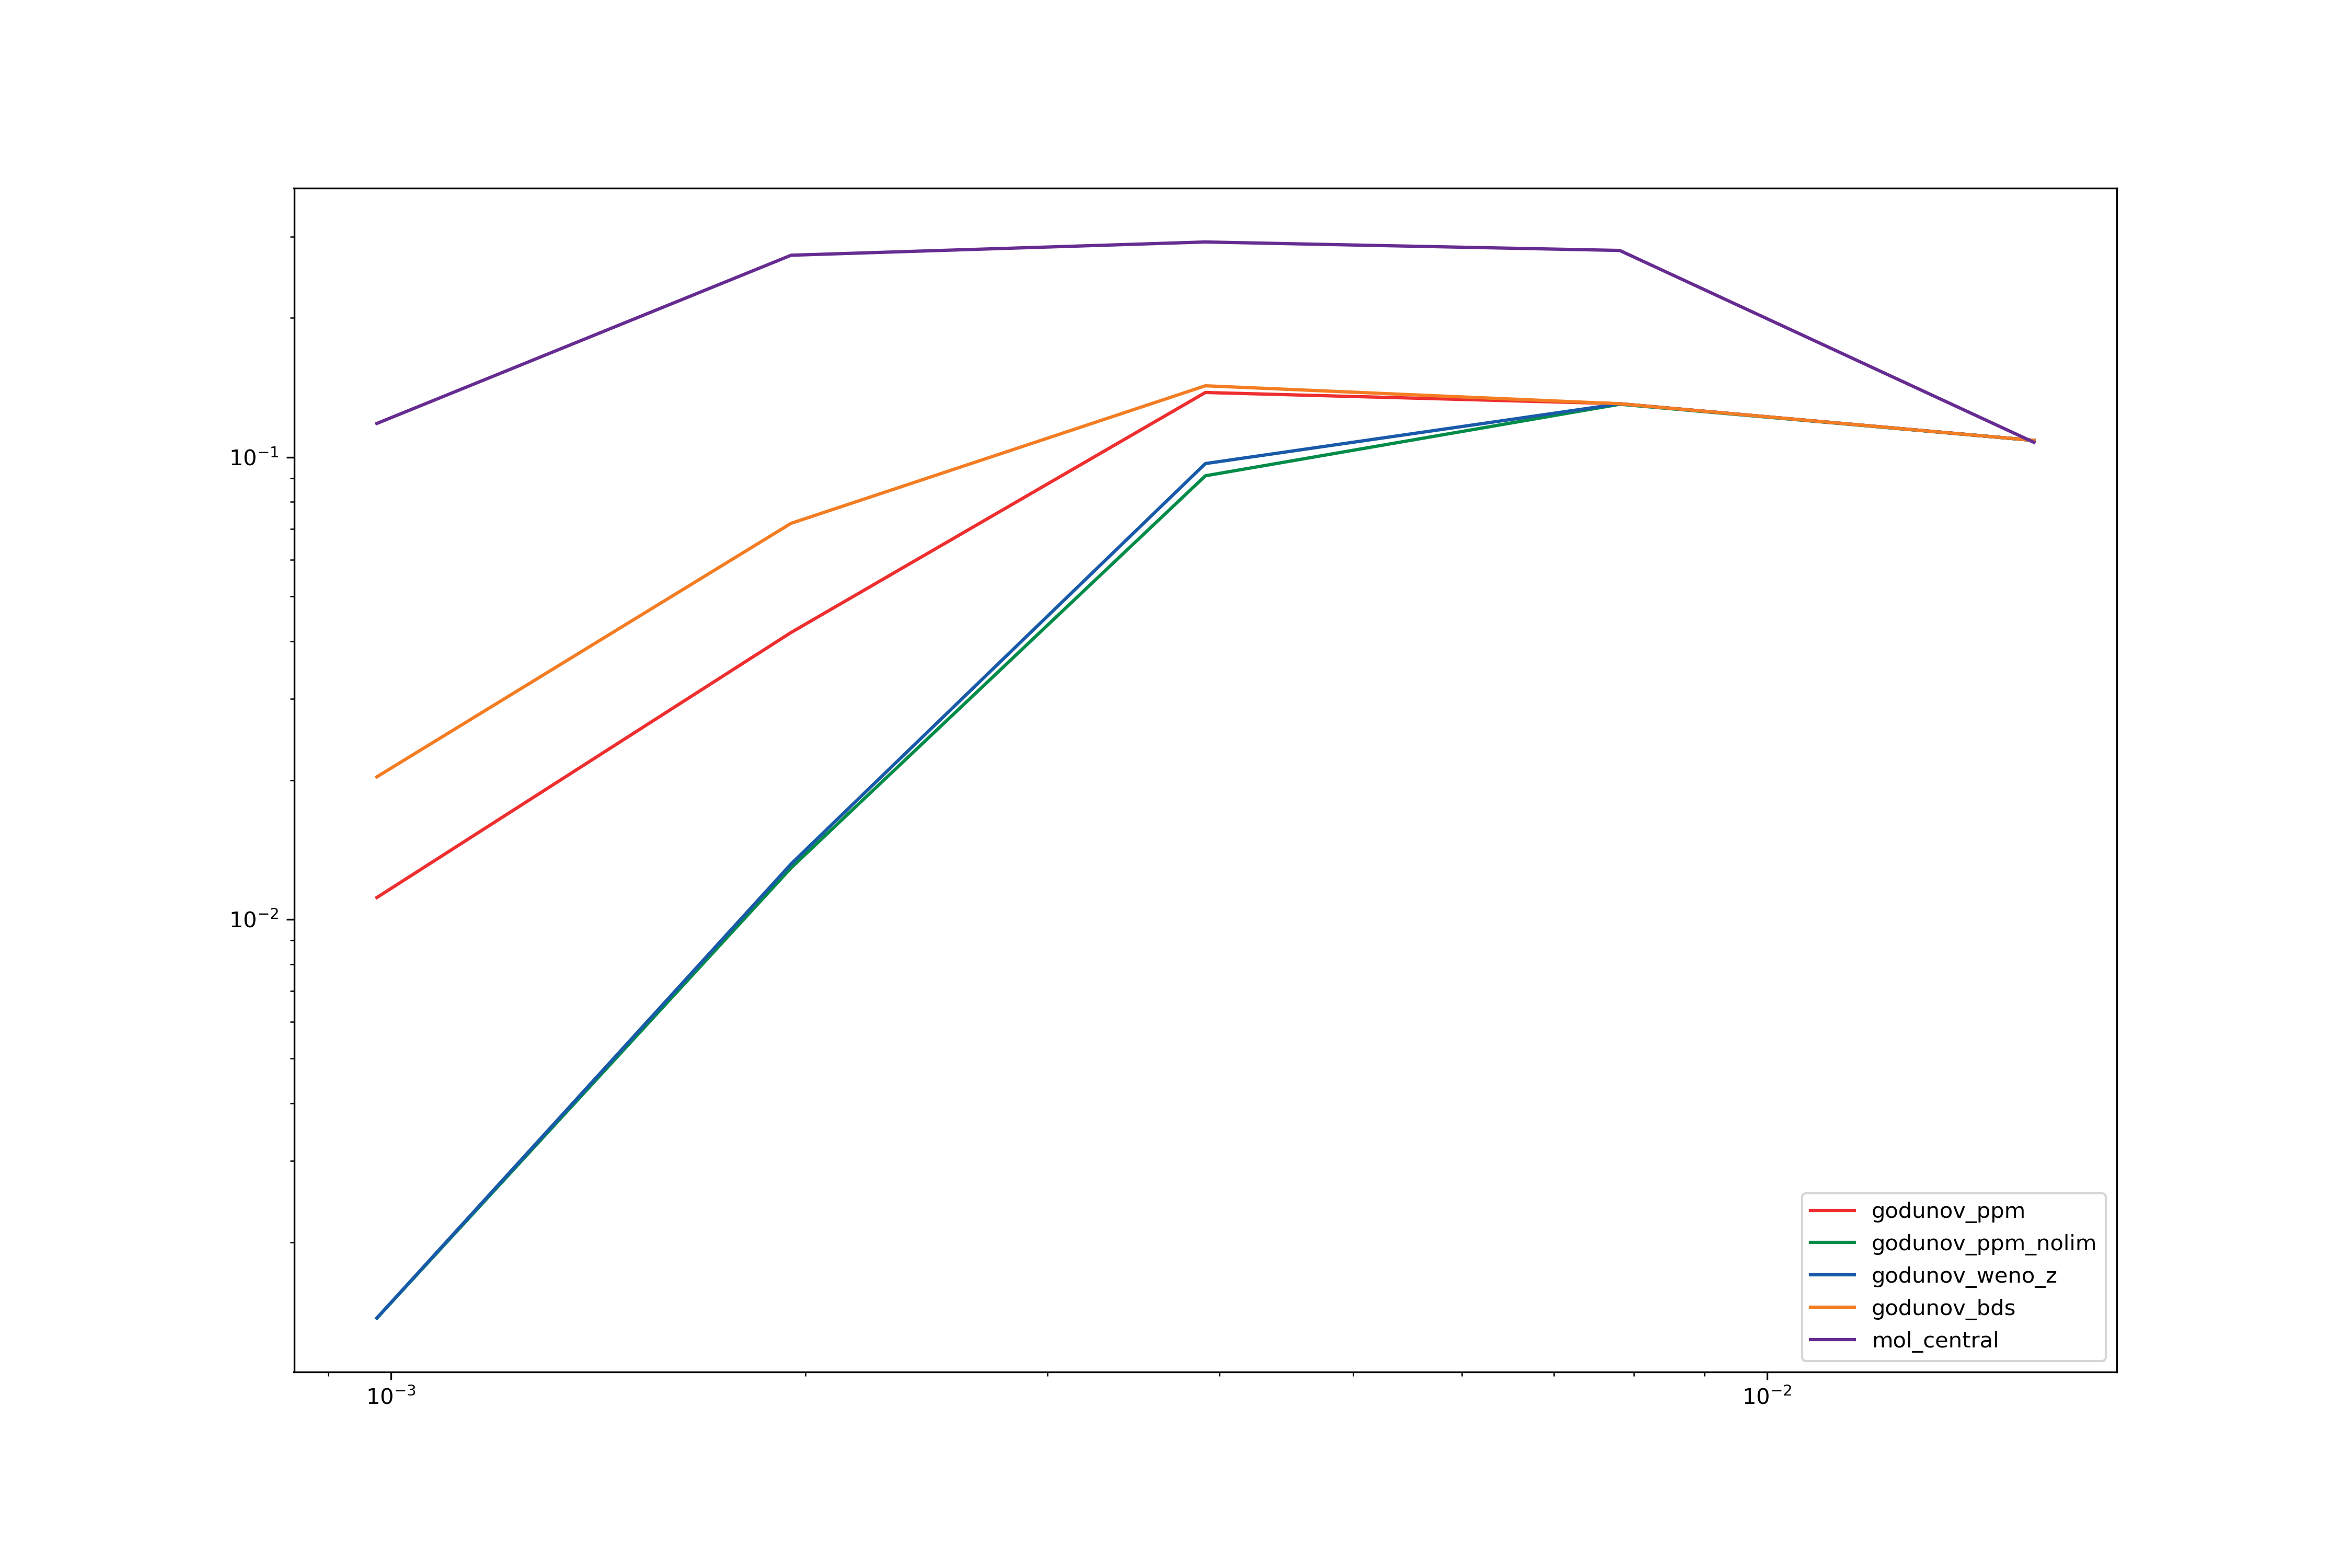 10⁻¹
10⁻²
10⁻³
10⁻²
godunov_ppm
godunov_ppm_nolim
godunov_weno_z
godunov_bds
mol_central